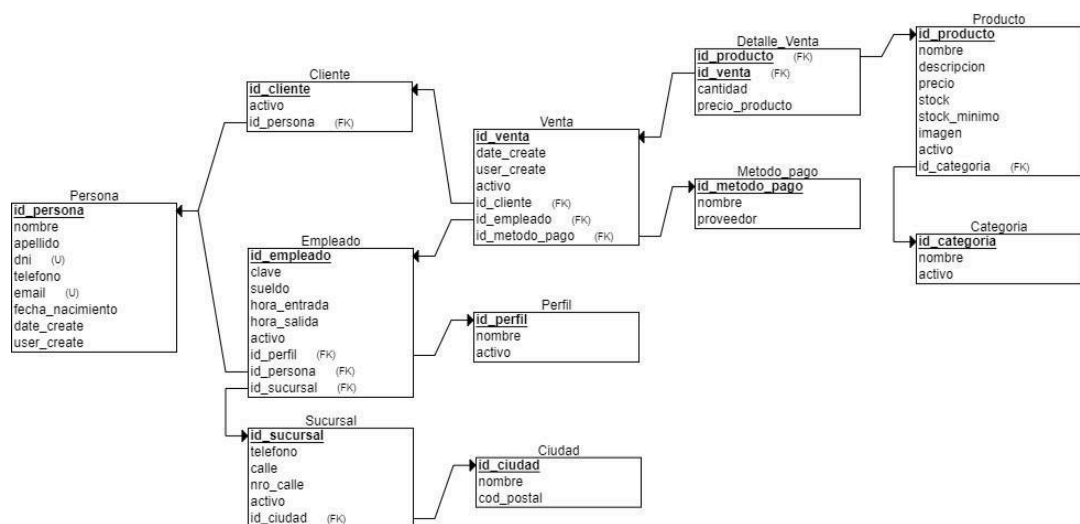 Persona
id_persona
nombre
apellido
dni (U)
telefono
email (U)
fecha_nacimiento
date_create
user_create
Cliente
id_cliente
activo
id_persona (FK)
Empleado
id_empleado
clave
sueldo
hora_entrada
hora_salida
activo
id_perfil (FK)
id_persona (FK)
id_sucursal (FK)
Sucursal
id_sucursal
telefono
calle
nro_calle
activo
id_ciudad (FK)
Venta
id_venta
date_create
user_create
activo
id_cliente (FK)
id_empleado (FK)
id_metodo_pago (FK)
Perfil
id_perfil
nombre
activo
Ciudad
id_ciudad
nombre
cod_postal
Detalle_Venta
id_producto (FK)
id_venta (FK)
cantidad
precio_producto
Metodo_pago
id_metodo_pago
nombre
proveedor
Producto
id_producto
nombre
descripcion
precio
stock
stock_minimo
imagen
activo
id_categoria (FK)
Categoria
id_categoria
nombre
activo